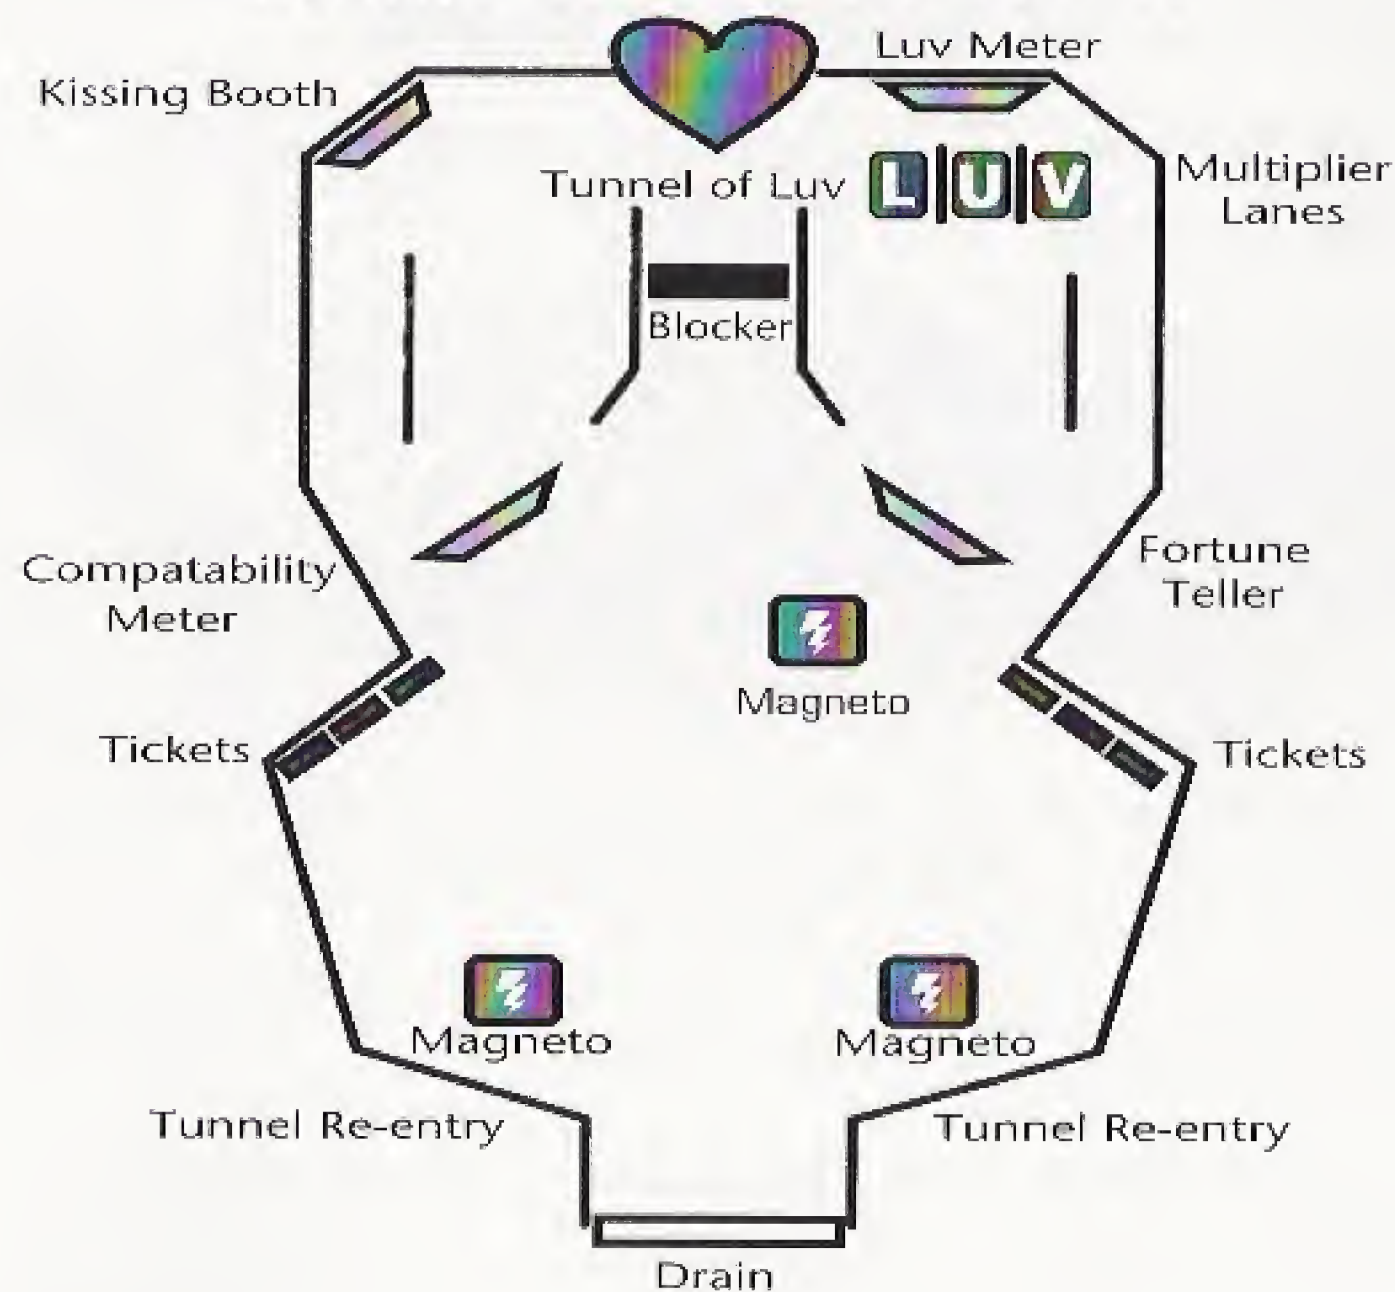 Luv Meter
Kissing Booth
Tunnel of Luv
L U V
Multiplier
Lanes
Blocker
Compatability
Meter
Fortune
Teller
Magneto
Tickets
Tickets
Magneto
Magneto
Tunnel Re-entry
Tunnel Re-entry
Drain